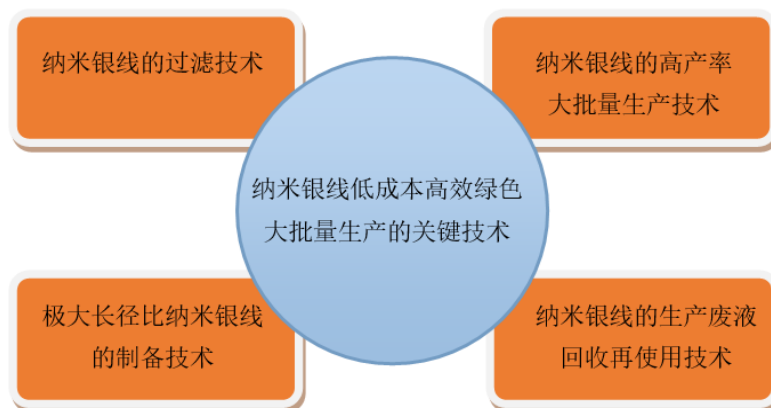 纳米银线的过滤技术
纳米银线的高产率
大批量生产技术
纳米银线低成本高效绿色
大批量生产的关键技术
极大长径比纳米银线
的制备技术
纳米银线的生产废液
回收再使用技术